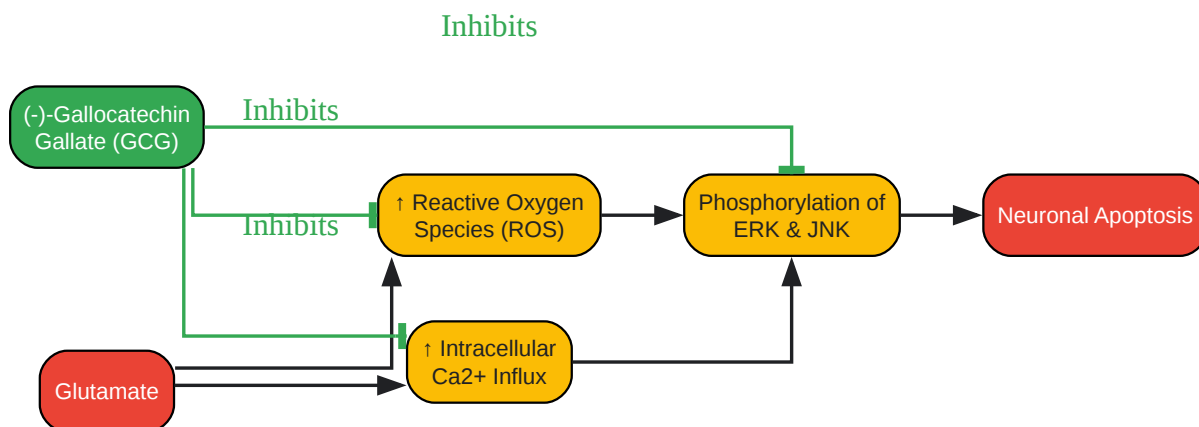 Inhibits
(-)-Gallocatechin
Gallate (GCG)
Inhibits
↑ Reactive Oxygen
Species (ROS)
Phosphorylation of
ERK & JNK
Neuronal Apoptosis
Inhibits
↑ Intracellular
Ca2+ Influx
Glutamate